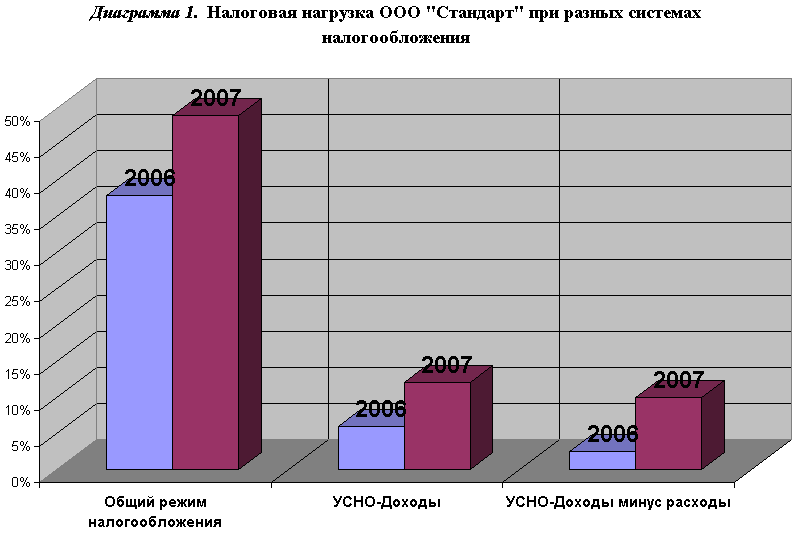 Диаграмма 1. Налоговая нагрузка ООО "Стандарт" при разных системах
налогообложения
50%
45%
40%
35%
30%
25%
20%
15%
10%
5%
0%
2006
2007
2006
2007
2006
2007
Общий режим
налогообложения
УСНО-Доходы
УСНО-Доходы минус расходы